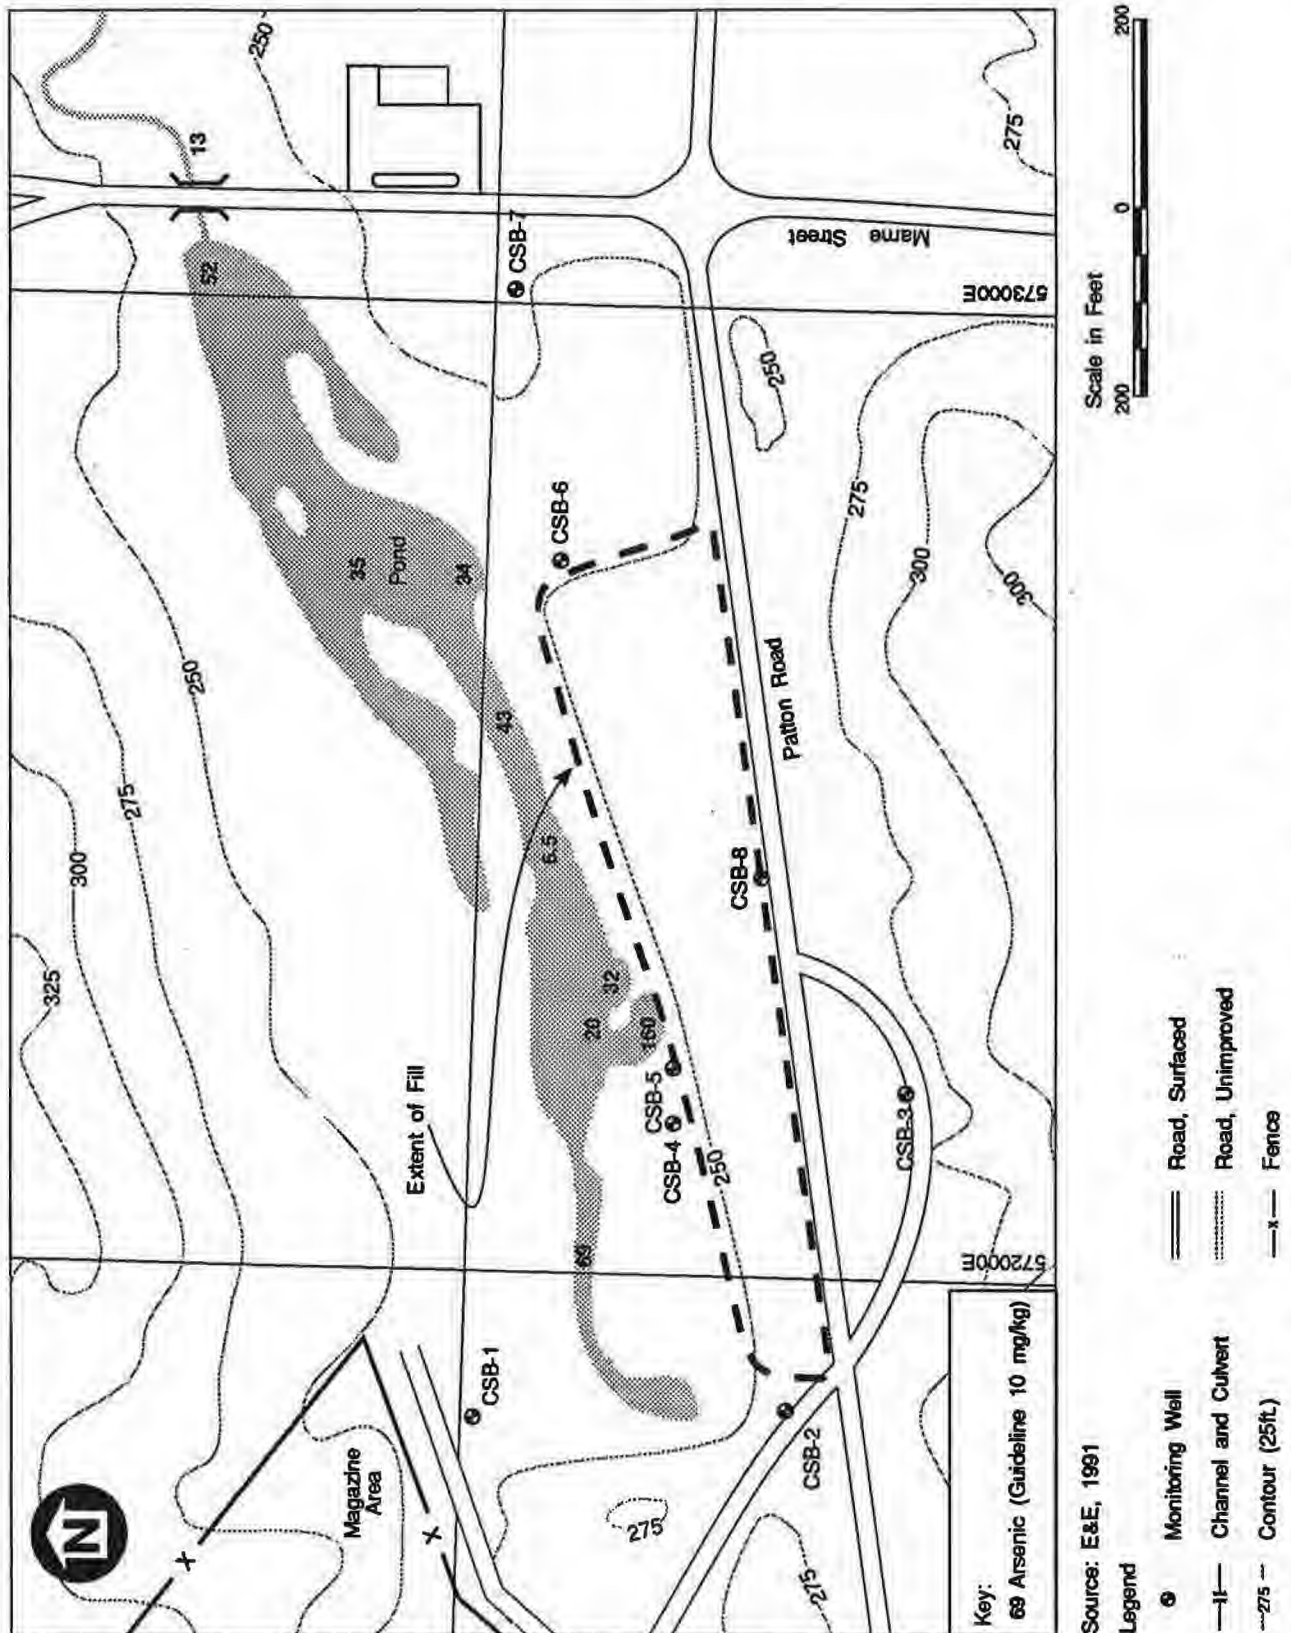 N
Magazine
Area
X
X
325
300
275
250
250
13
52
35
Pond
34
43
6.5
32
20
160
69
Extent of Fill
CSB-1
CSB-2
CSB-3
CSB-4
CSB-5
CSB-6
CSB-7
CSB-8
250
250
275
275
275
275
300
300
Patton Road
Marne Street
572000E
573000E
Key:
69 Arsenic (Guideline 10 mg/kg)
Source: E&E, 1991
Legend
Monitoring Well
Channel and Culvert
275
Contour (25ft.)
Road, Surfaced
Road, Unimproved
x
Fence
Scale in Feet
200 0 200